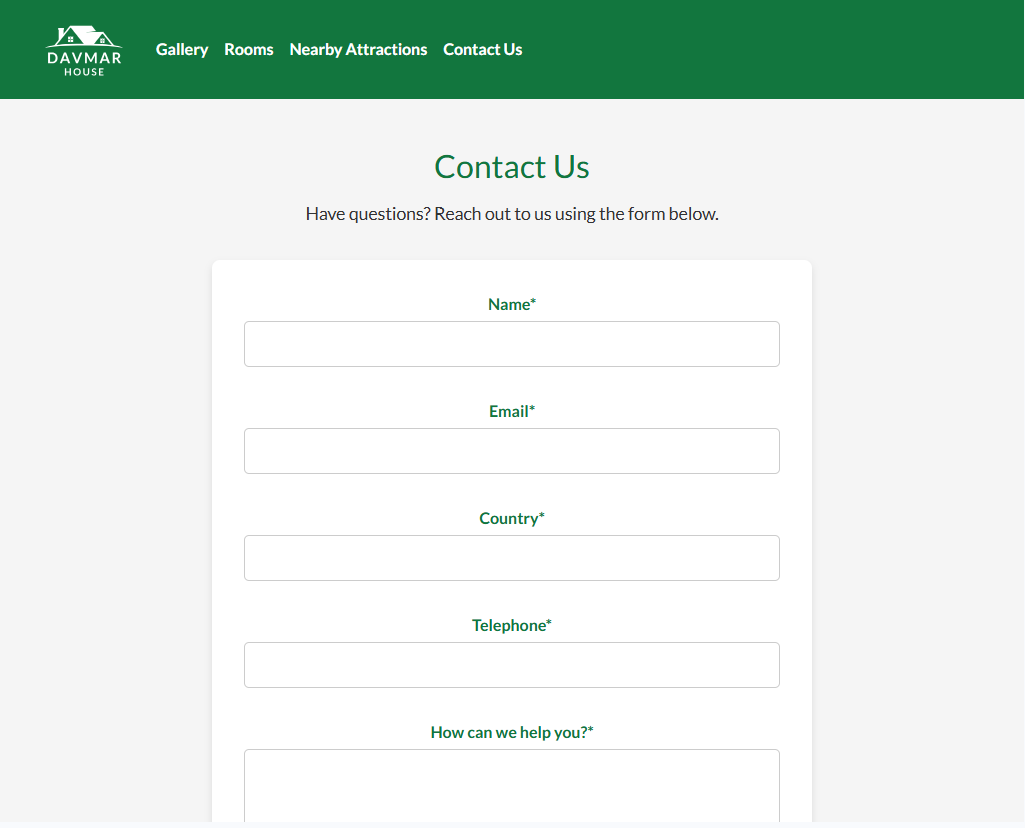 DAVMAR
HOUSE
Gallery Rooms Nearby Attractions Contact Us
Contact Us
Have questions? Reach out to us using the form below.
Name*
Email*
Country*
Telephone*
How can we help you?*